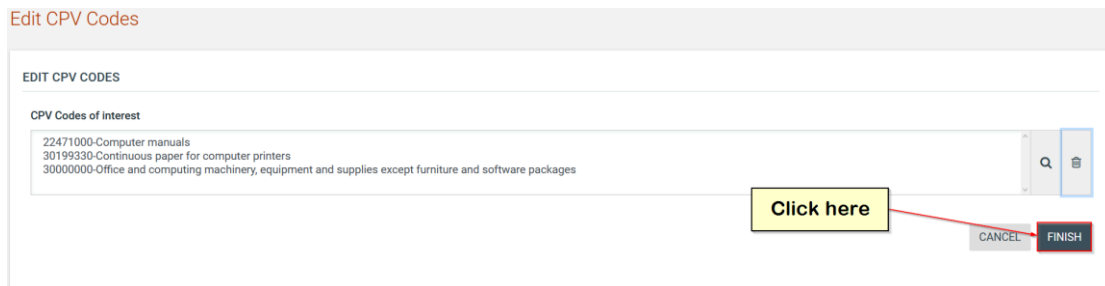 Edit CPV Codes
EDIT CPV CODES
CPV Codes of interest
22471000-Computer manuals
30199330-Continuous paper for computer printers
30000000-Office and computing machinery, equipment and supplies except furniture and software packages
Click here
CANCEL FINISH